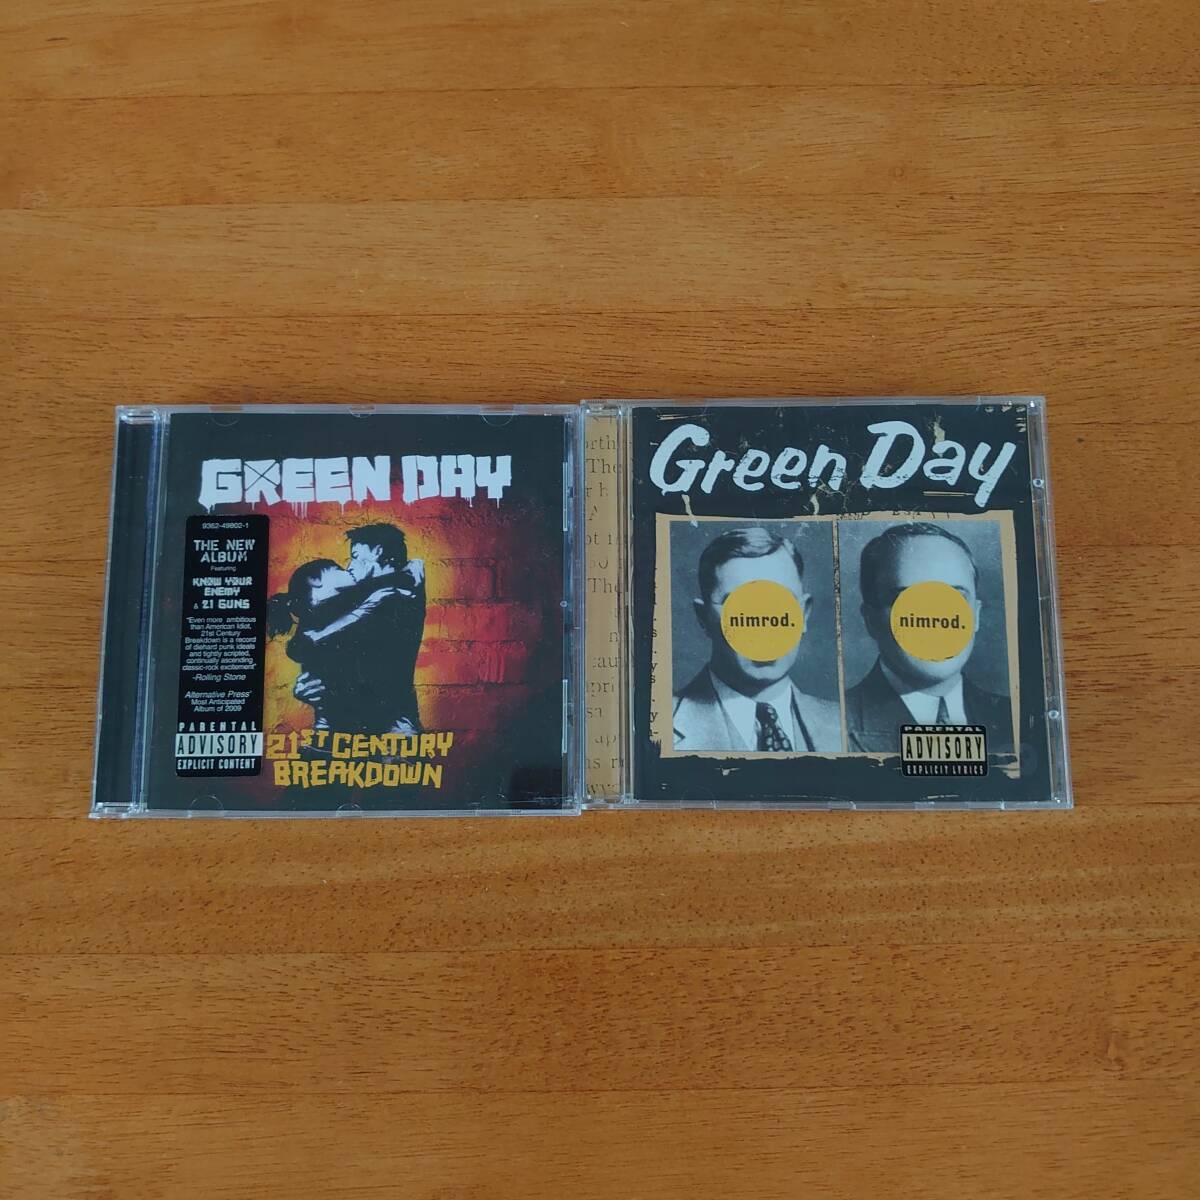 GREEN DAY
9362-49802-1
THE NEW
ALBUM
Featuring
KNOW YOUR
ENEMY
& 21 GUNS
"Even more ambitious
than American Idiot,
21st Century
Breakdown is a record
of diehard punk ideals
and tightly scripted,
continually ascending
classic-rock excitement"
-Rolling Stone
Alternative Press'
Most Anticipated
Album of 2009
PARENTAL
ADVISORY
EXPLICIT CONTENT
21ST CENTURY
BREAKDOWN
Green Day
nimrod.
nimrod.
PARENTAL
ADVISORY
EXPLICIT LYRICS